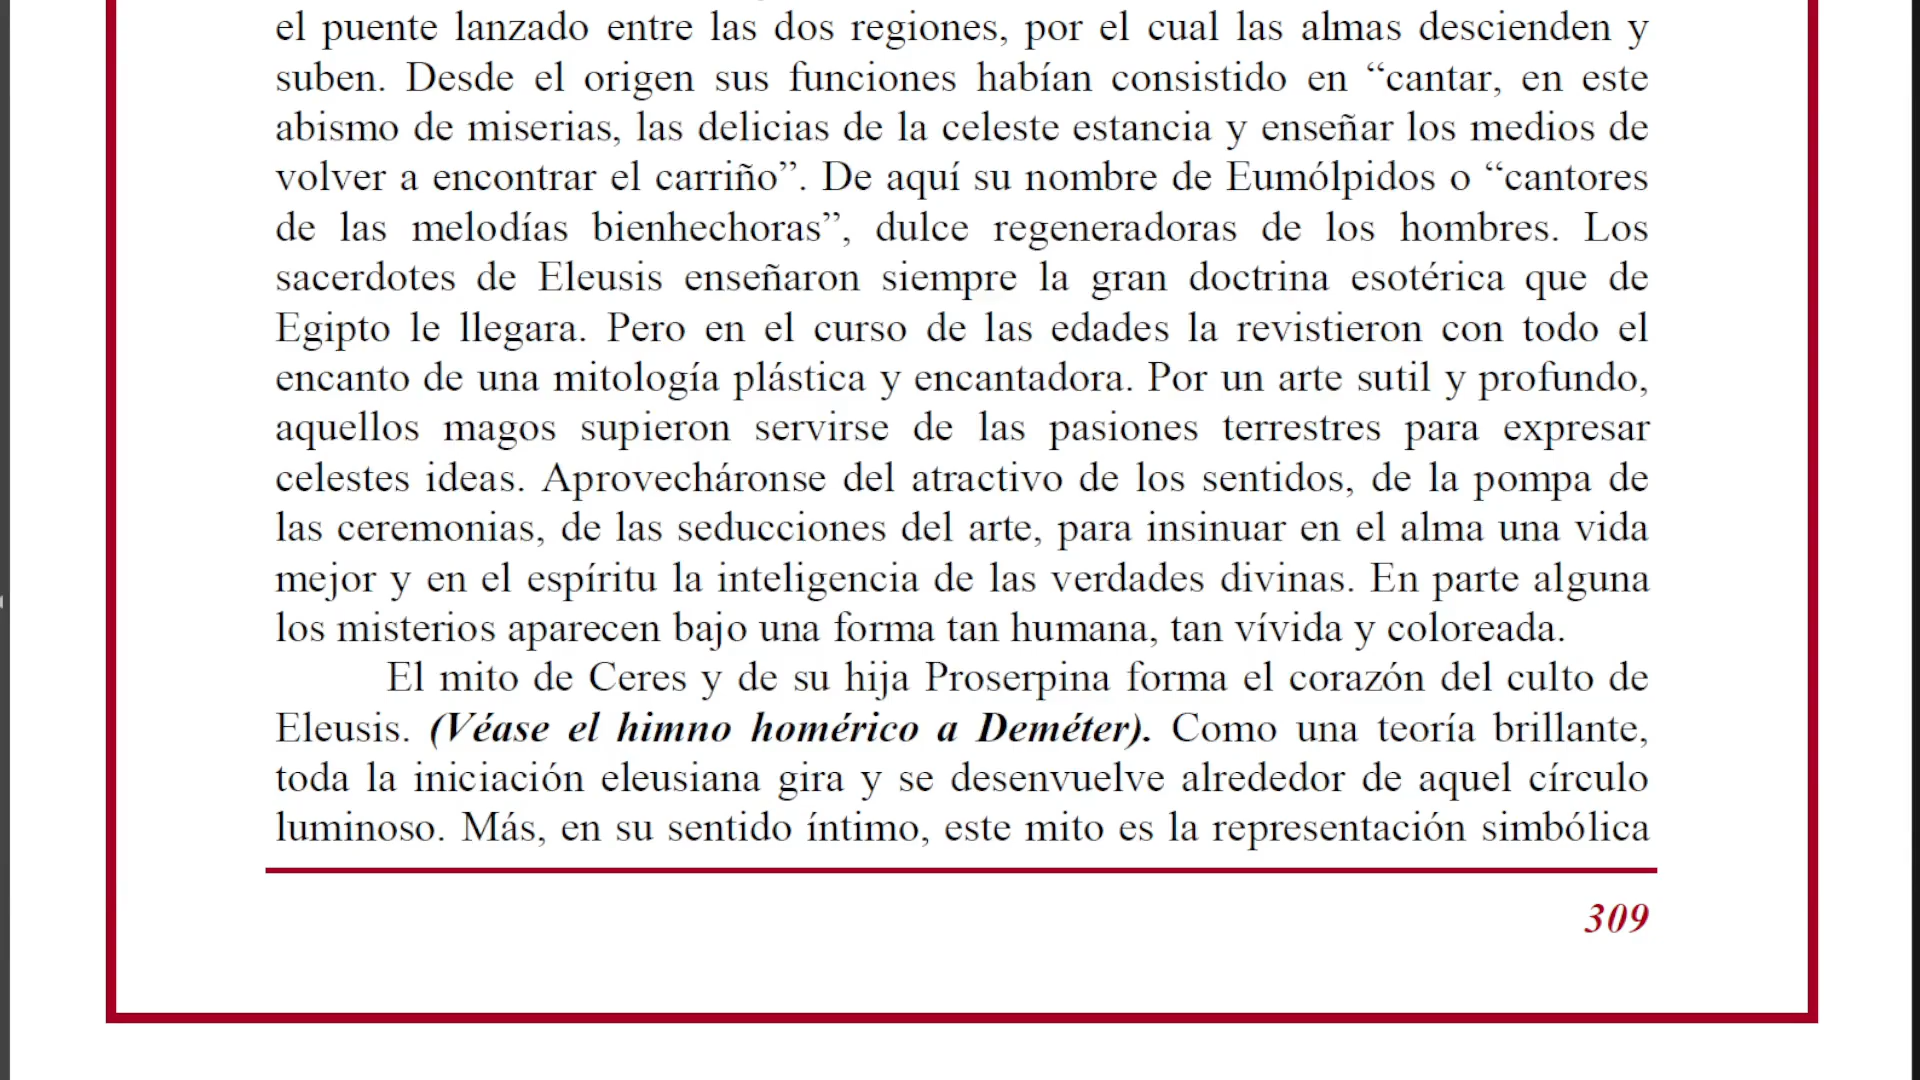 el puente lanzado entre las dos regiones, por el cual las almas descienden y
suben. Desde el origen sus funciones habían consistido en “cantar, en este
abismo de miserias, las delicias de la celeste estancia y enseñar los medios de
volver a encontrar el carriño”. De aquí su nombre de Eumólpidos o “cantores
de las melodías bienhechoras”, dulce regeneradoras de los hombres. Los
sacerdotes de Eleusis enseñaron siempre la gran doctrina esotérica que de
Egipto le llegara. Pero en el curso de las edades la revistieron con todo el
encanto de una mitología plástica y encantadora. Por un arte sutil y profundo,
aquellos magos supieron servirse de las pasiones terrestres para expresar
celestes ideas. Aprovecháronse del atractivo de los sentidos, de la pompa de
las ceremonias, de las seducciones del arte, para insinuar en el alma una vida
mejor y en el espíritu la inteligencia de las verdades divinas. En parte alguna
los misterios aparecen bajo una forma tan humana, tan vívida y coloreada.
El mito de Ceres y de su hija Proserpina forma el corazón del culto de
Eleusis. (Véase el himno homérico a Deméter). Como una teoría brillante,
toda la iniciación eleusiana gira y se desenvuelve alrededor de aquel círculo
luminoso. Más, en su sentido íntimo, este mito es la representación simbólica
309